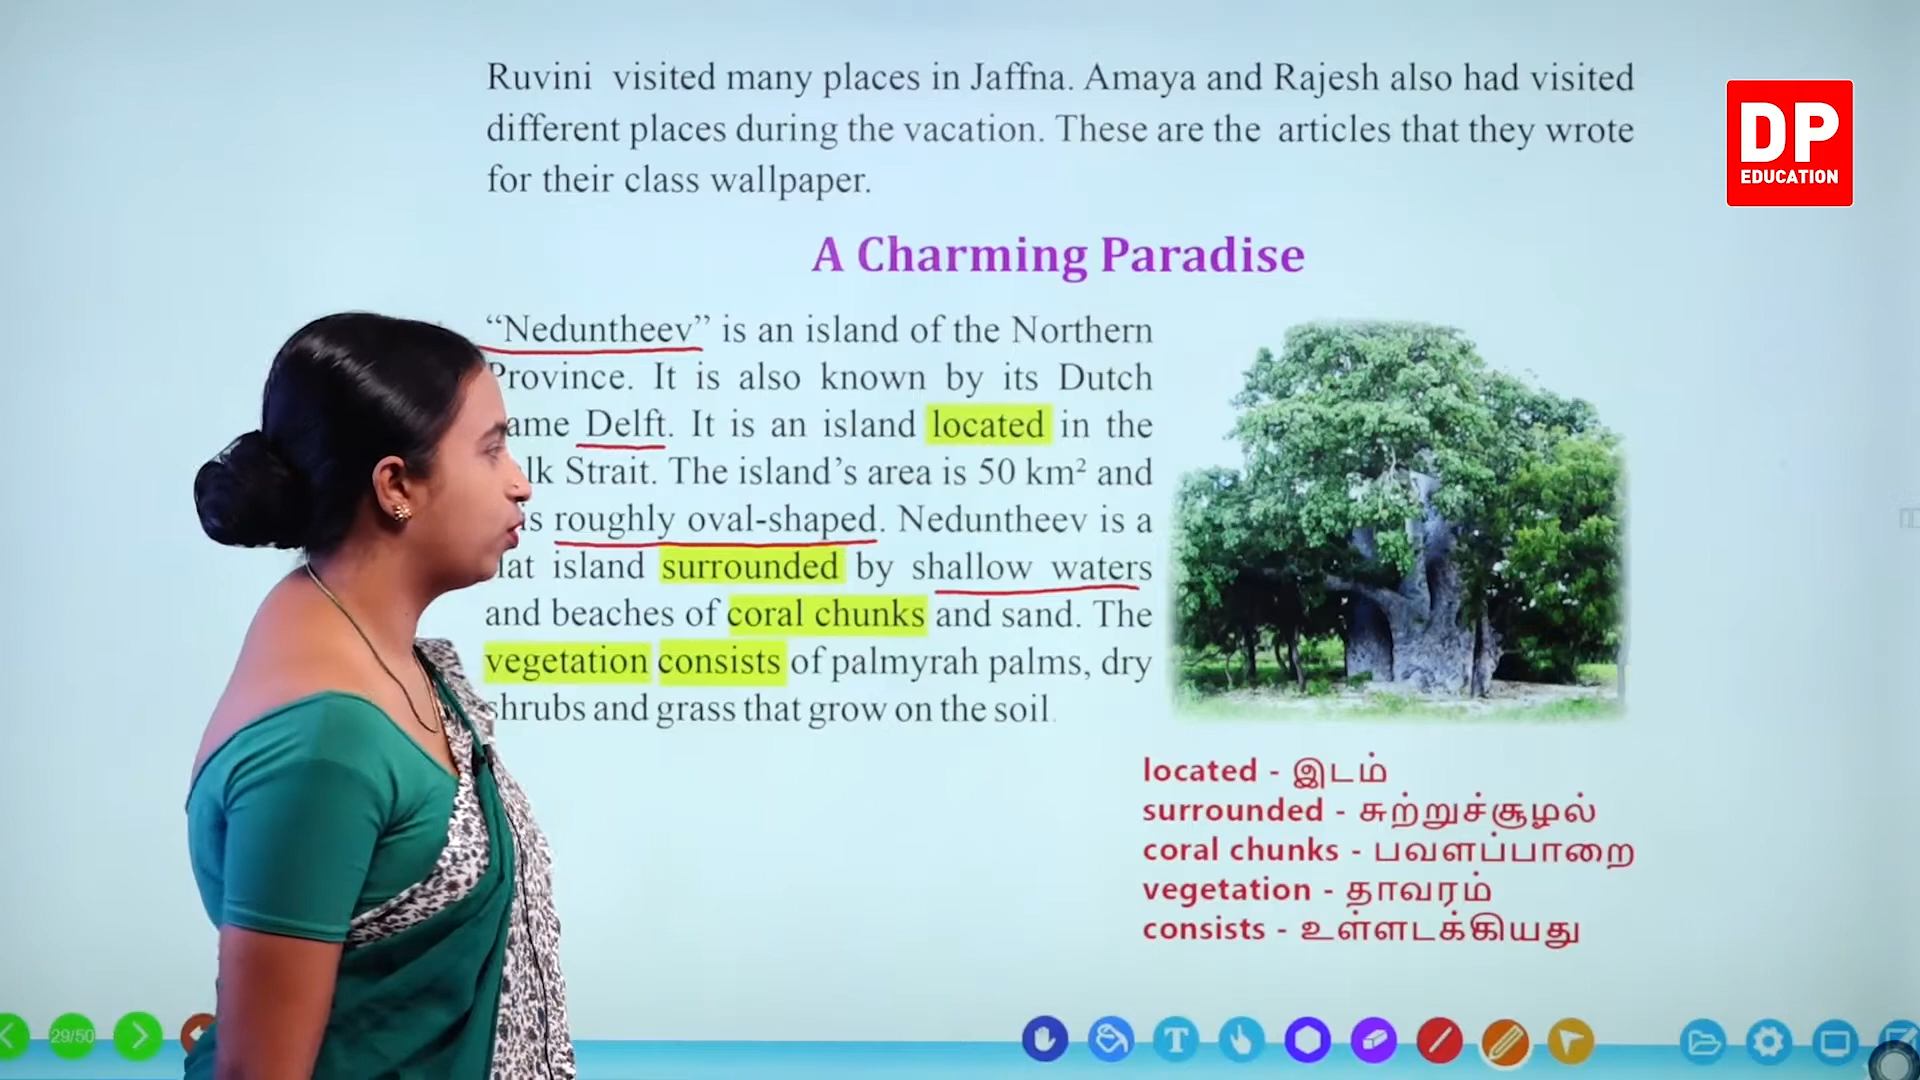 Ruvini visited many places in Jaffna. Amaya and Rajesh also had visited
different places during the vacation. These are the articles that they wrote
for their class wallpaper.
DP
EDUCATION
A Charming Paradise
“Neduntheev” is an island of the Northern
Province. It is also known by its Dutch
Delft. It is an island located in the
Strait. The island’s area is 50 km² and
roughly oval-shaped. Neduntheev is a
island surrounded by shallow waters
and beaches of coral chunks and sand. The
vegetation consists of palmyrah palms, dry
shrubs and grass that grow on the soil.
located - இடம்
surrounded - சுற்றுச்சூழல்
coral chunks - பவளப்பாறை
vegetation - தாவரம்
consists - உள்ளடக்கியது
29/50
T